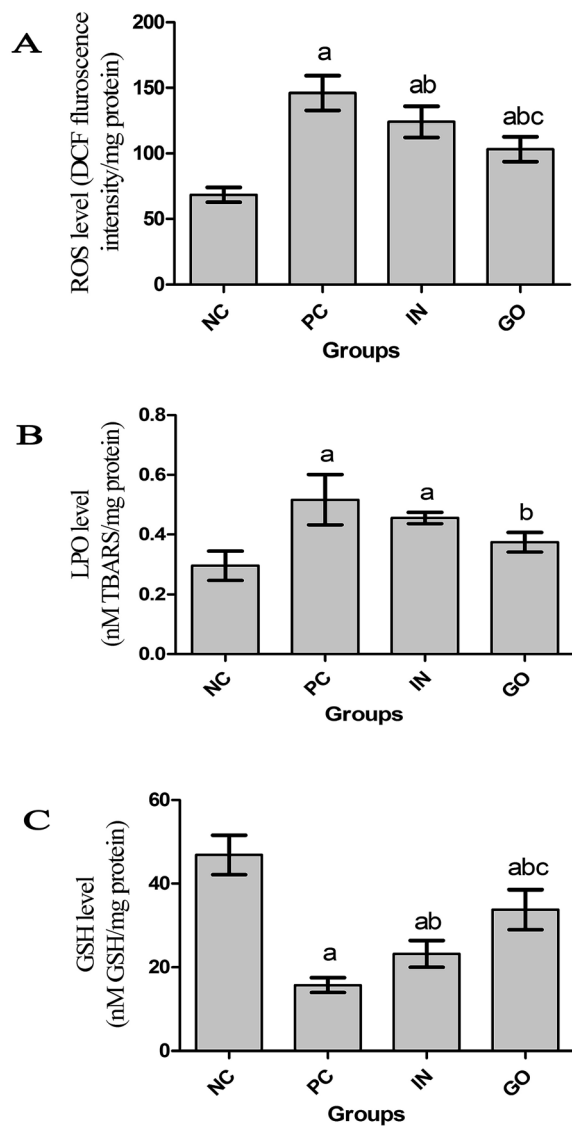 A
ROS level (DCF fluroscence
intensity/mg protein)
200
150
100
50
0
a
ab
abc
NC
PC
IN
GO
Groups
B
LPO level
(nM TBARS/mg protein)
0.8
0.6
0.4
0.2
0.0
a
a
b
NC
PC
IN
GO
Groups
C
GSH level
(nM GSH/mg protein)
60
40
20
0
a
ab
abc
NC
PC
IN
GO
Groups